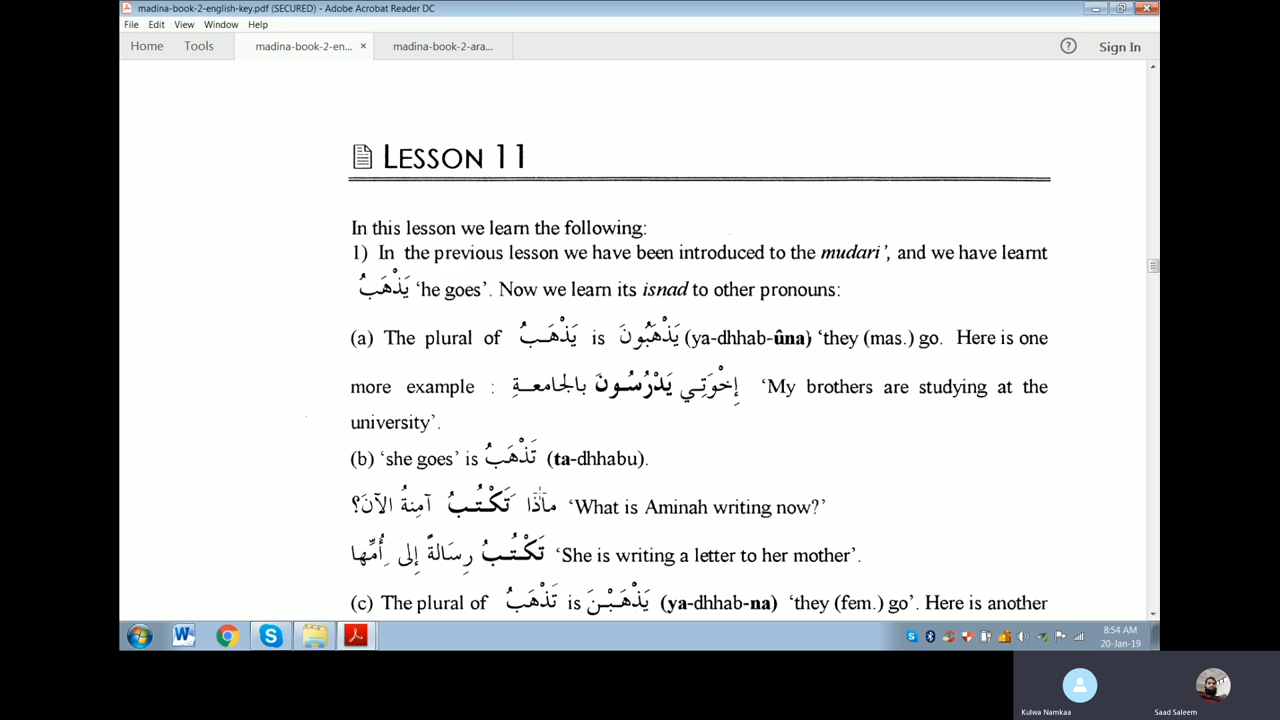 madina-book-2-english-key.pdf (SECURED) - Adobe Acrobat Reader DC
File Edit View Window Help
Home Tools madina-book-2-en... × madina-book-2-ara... Sign In
LESSON 11
In this lesson we learn the following:
1) In the previous lesson we have been introduced to the mudari’, and we have learnt
يَذْهَبُ ‘he goes’. Now we learn its isnad to other pronouns:
(a) The plural of يَذْهَبُ is يَذْهَبُونَ (ya-dhhab-ûna) ‘they (mas.) go. Here is one
more example : إِخْوَتِي يَدْرُسُونَ بالجامعةِ ‘My brothers are studying at the
university’.
(b) ‘she goes’ is تَذْهَبُ (ta-dhhabu).
ماذَا تَكْتُبُ آمِنةُ الآنَ؟ ‘What is Aminah writing now?’
تَكْتُبُ رِسَالةً إلى أُمِّها ‘She is writing a letter to her mother’.
(c) The plural of تَذْهَبُ is يَذْهَبْنَ (ya-dhhab-na) ‘they (fem.) go’. Here is another
8:54 AM
20-Jan-19
Kulwa Namkaa Saad Saleem